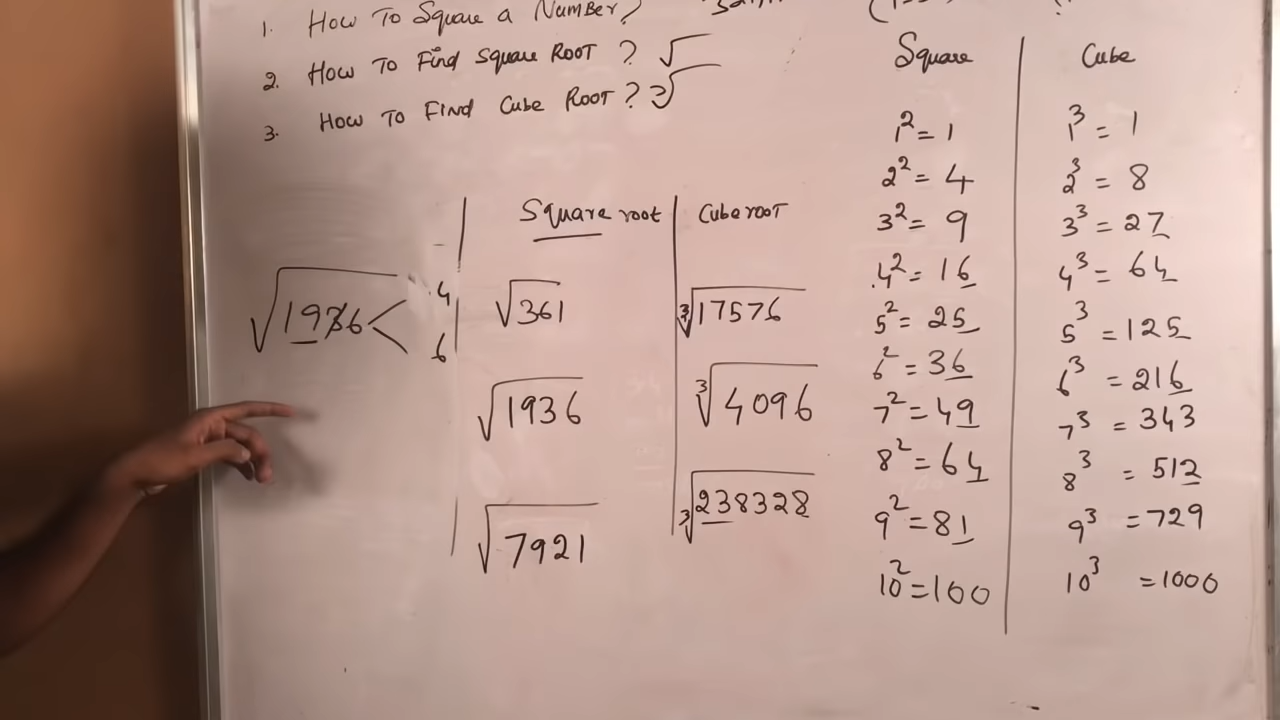 1. How To Square a Number?
2. How To Find Square Root ? √
3. How To Find Cube Root ? 3√
√1936 < 4 6
Square root
√361
√1936
√7921
Cube root
∛17576
∛4096
∛238328
Square
1² = 1
2² = 4
3² = 9
4² = 16
5² = 25
6² = 36
7² = 49
8² = 64
9² = 81
10² = 100
Cube
1³ = 1
2³ = 8
3³ = 27
4³ = 64
5³ = 125
6³ = 216
7³ = 343
8³ = 512
9³ = 729
10³ = 1000